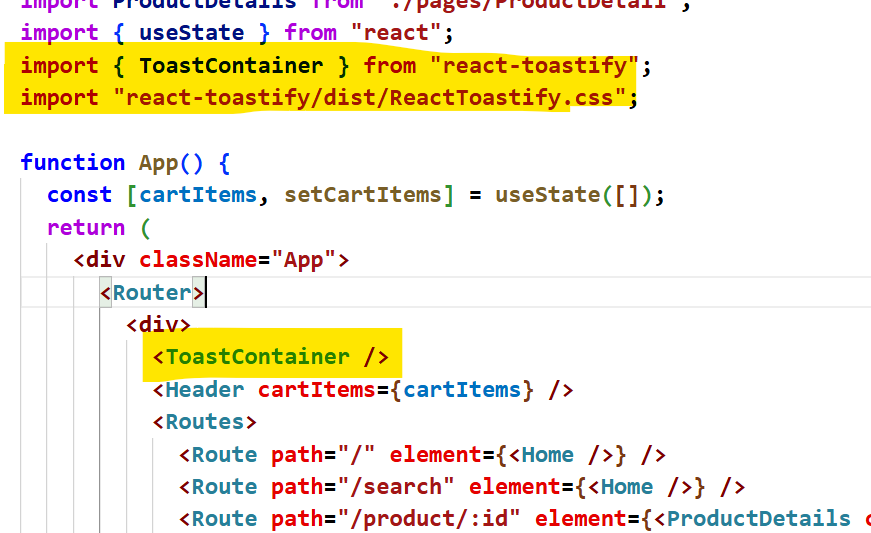 import ProductDetails from "./pages/ProductDetail";
import { useState } from "react";
import { ToastContainer } from "react-toastify";
import "react-toastify/dist/ReactToastify.css";
function App() {
const [cartItems, setCartItems] = useState([]);
return (
<div className="App">
<Router>
<div>
<ToastContainer />
<Header cartItems={cartItems} />
<Routes>
<Route path="/" element={<Home />} />
<Route path="/search" element={<Home />} />
<Route path="/product/:id" element={<ProductDetails